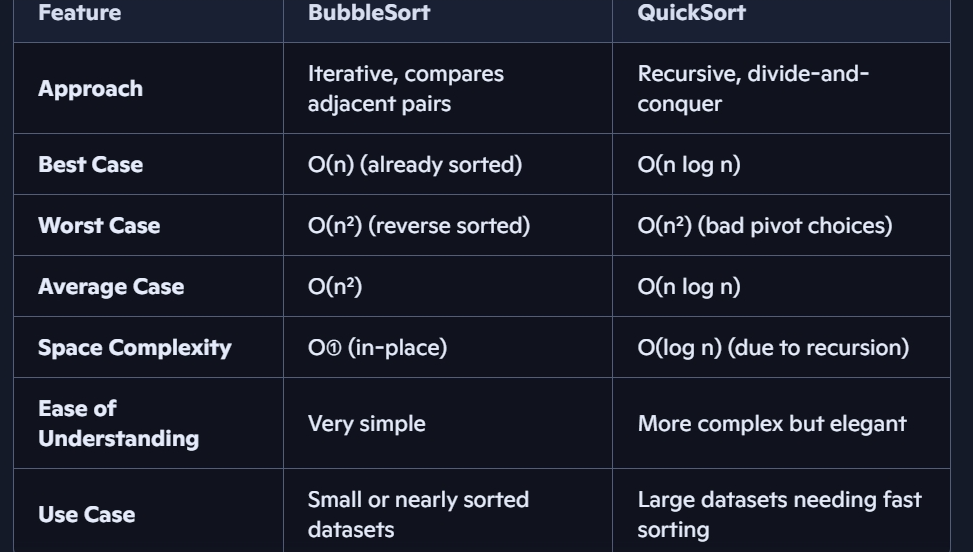 Feature BubbleSort QuickSort
Approach Iterative, compares adjacent pairs Recursive, divide-and-conquer
Best Case O(n) (already sorted) O(n log n)
Worst Case O(n²) (reverse sorted) O(n²) (bad pivot choices)
Average Case O(n²) O(n log n)
Space Complexity O① (in-place) O(log n) (due to recursion)
Ease of Understanding Very simple More complex but elegant
Use Case Small or nearly sorted datasets Large datasets needing fast sorting